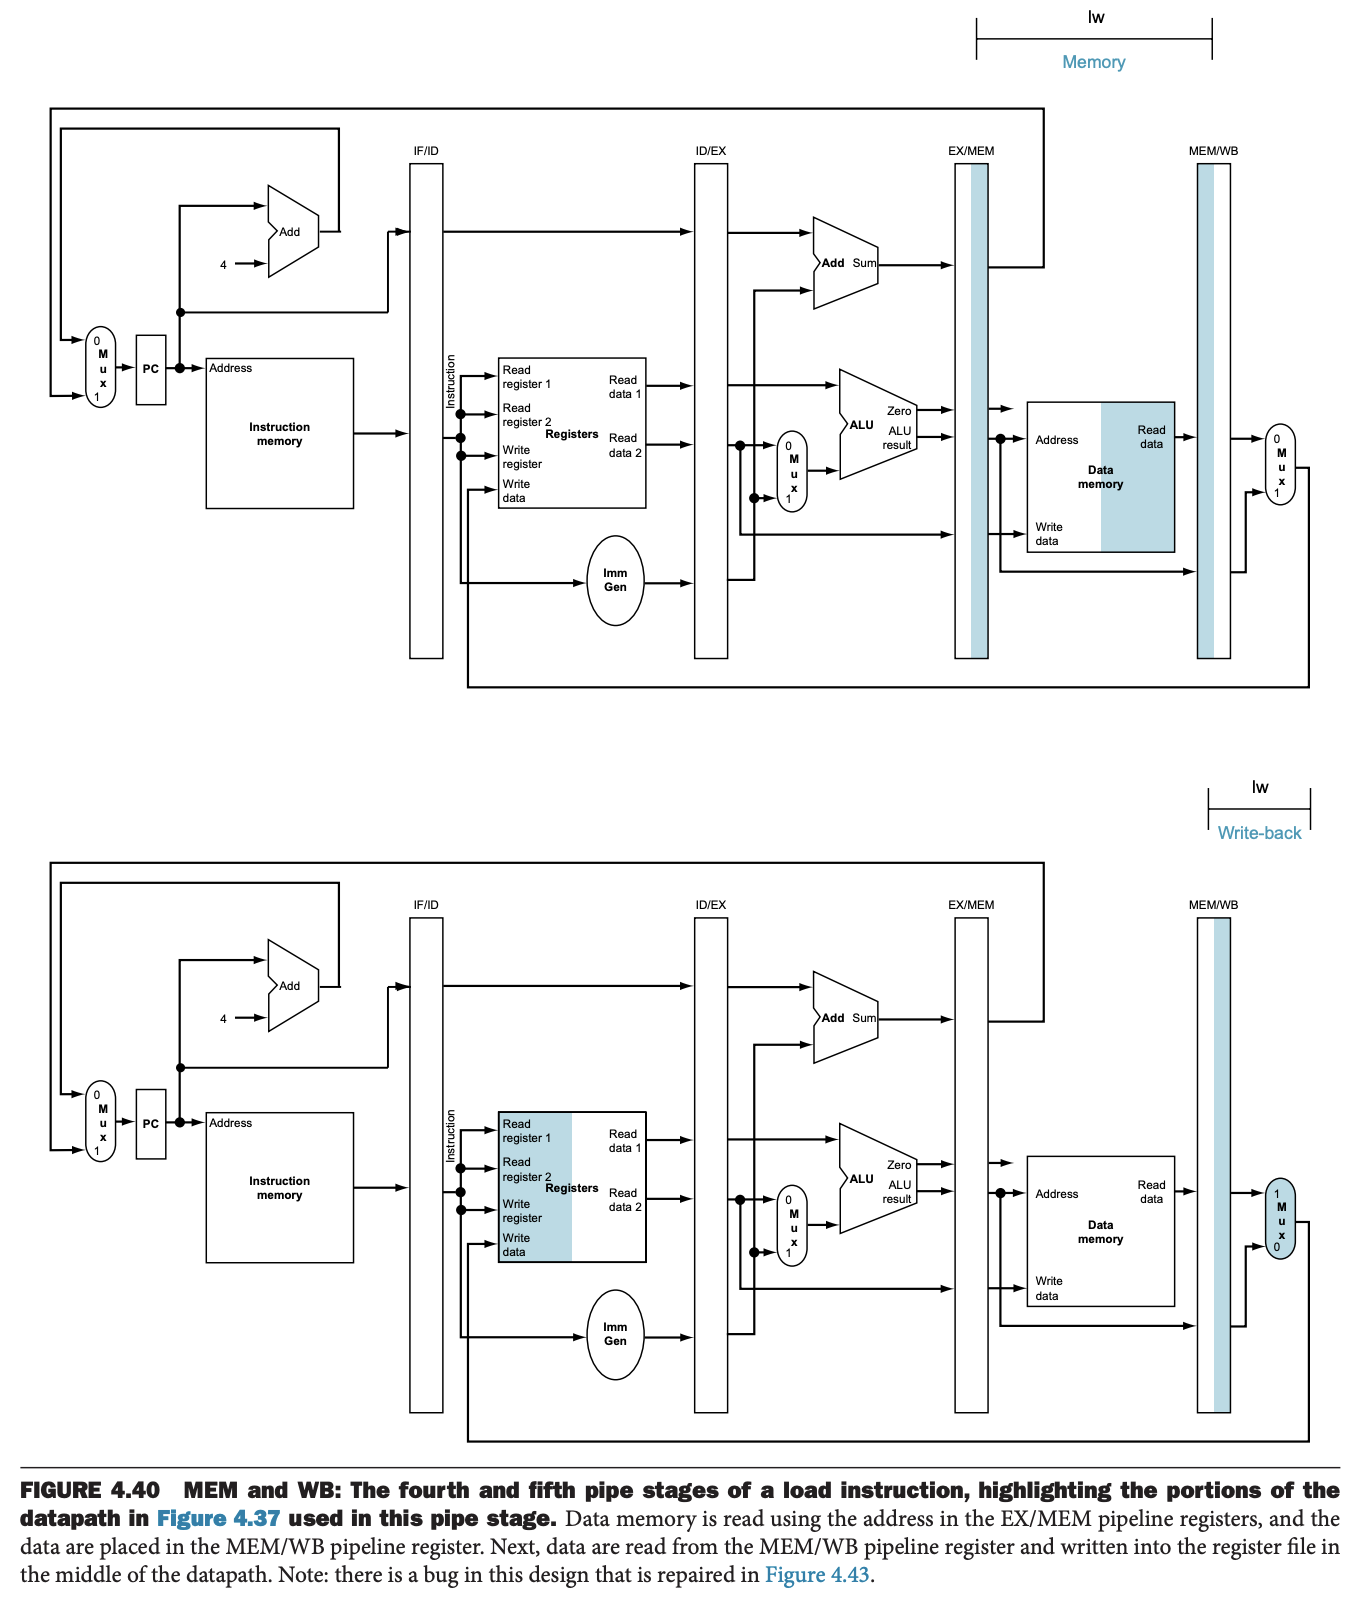 lw
Memory
IF/ID
ID/EX
EX/MEM
MEM/WB
Add
4
Add Sum
0
M
u
x
1
PC
Address
Instruction
memory
Instruction
Read
register 1
Read
register 2
Write
register
Write
data
Registers
Read
data 1
Read
data 2
Imm
Gen
0
M
u
x
1
Zero
ALU
ALU
result
Address
Read
data
Data
memory
Write
data
0
M
u
x
1
lw
Write-back
IF/ID
ID/EX
EX/MEM
MEM/WB
Add
4
Add Sum
0
M
u
x
1
PC
Address
Instruction
memory
Instruction
Read
register 1
Read
register 2
Write
register
Write
data
Registers
Read
data 1
Read
data 2
Imm
Gen
0
M
u
x
1
Zero
ALU
ALU
result
Address
Read
data
Data
memory
Write
data
1
M
u
x
0
FIGURE 4.40 MEM and WB: The fourth and fifth pipe stages of a load instruction, highlighting the portions of the
datapath in Figure 4.37 used in this pipe stage. Data memory is read using the address in the EX/MEM pipeline registers, and the
data are placed in the MEM/WB pipeline register. Next, data are read from the MEM/WB pipeline register and written into the register file in
the middle of the datapath. Note: there is a bug in this design that is repaired in Figure 4.43.